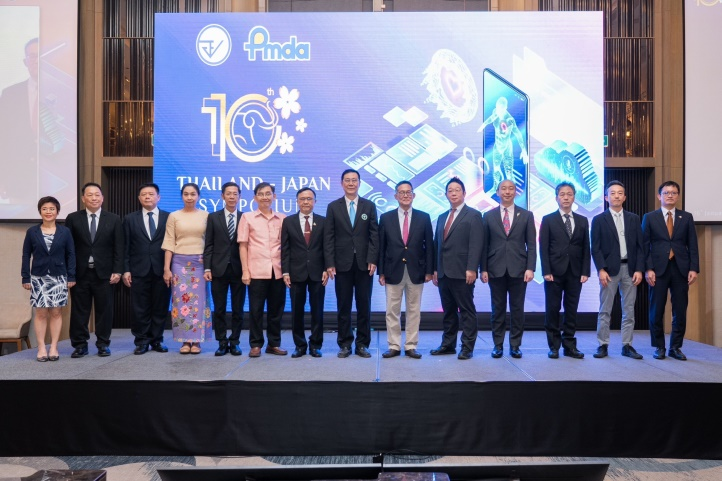 pmda
10th
THAILAND - JAPAN
SYMPOSIUM